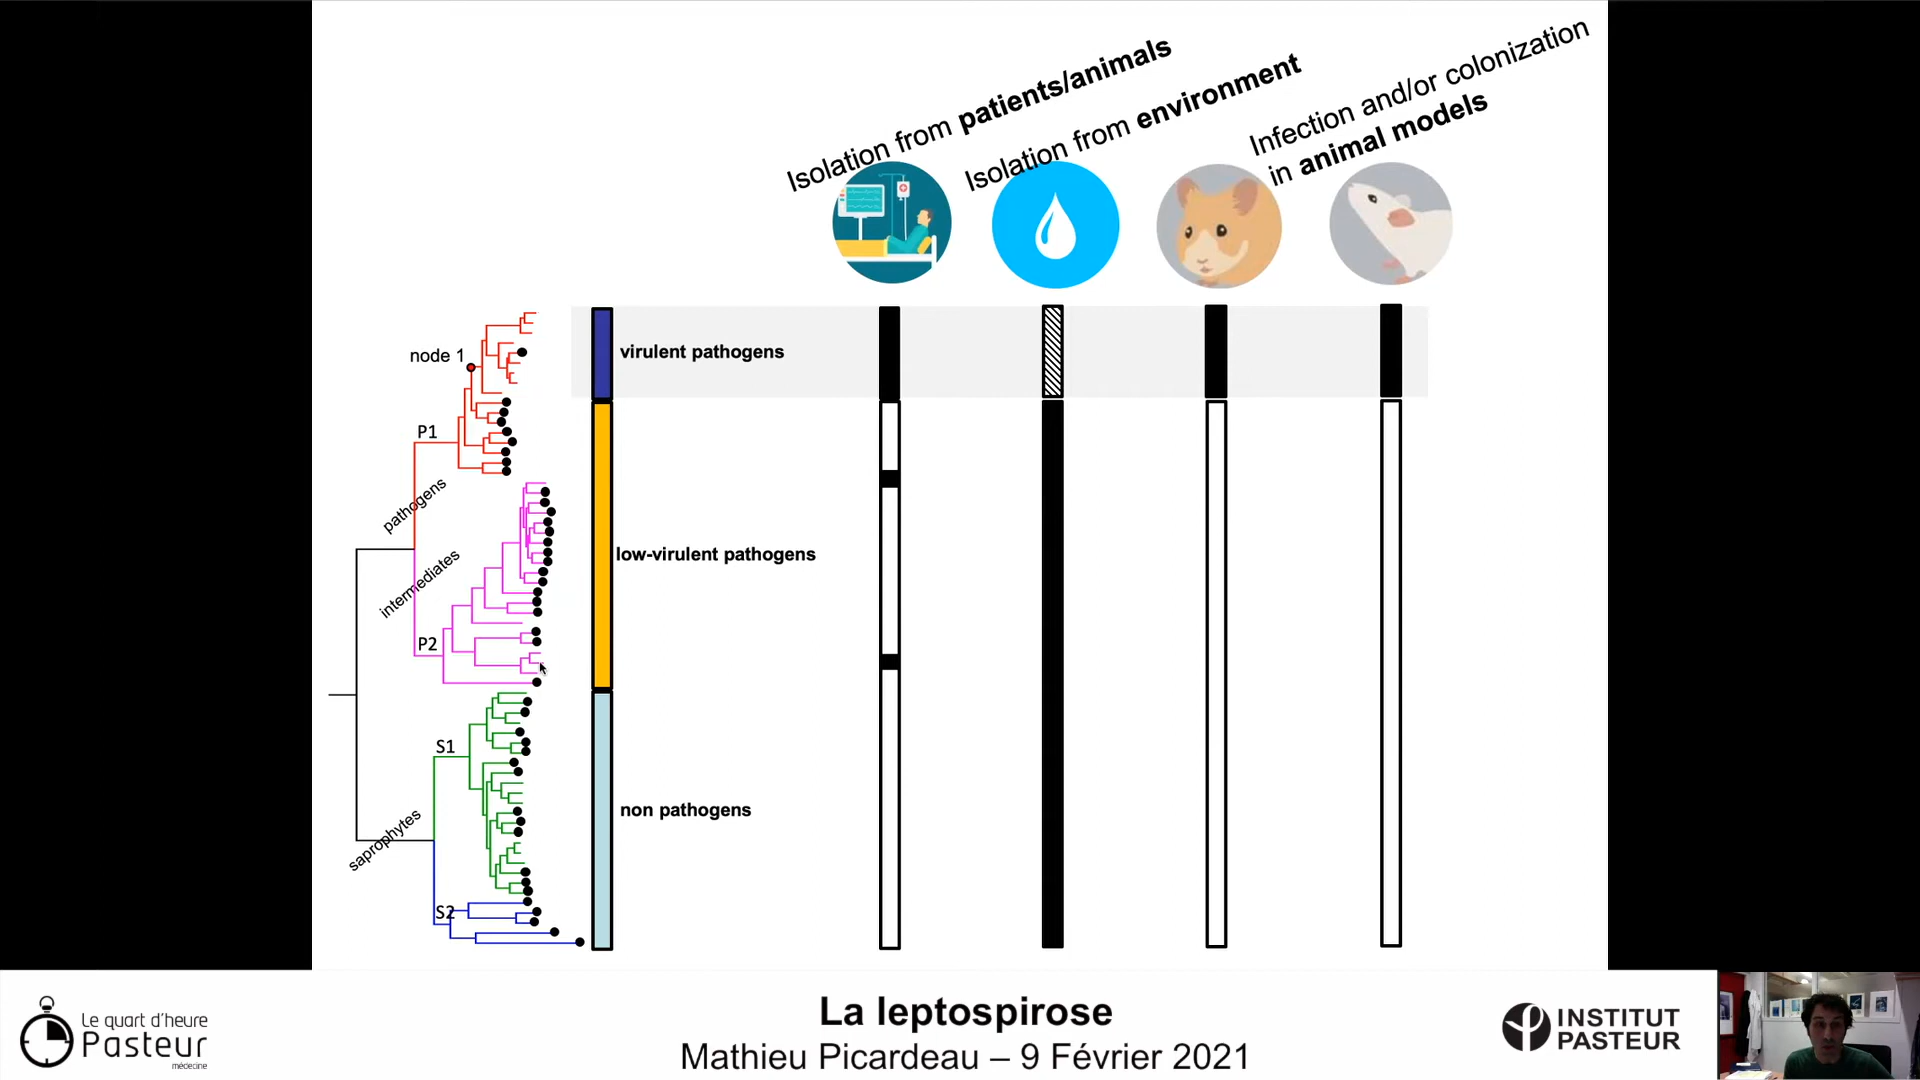 Isolation from patients/animals
Isolation from environment
Infection and/or colonization
in animal models
node 1
virulent pathogens
P1
pathogens
intermediates
low-virulent pathogens
P2
S1
non pathogens
saprophytes
S2
Le quart d'heure
Pasteur
médecine
La leptospirose
Mathieu Picardeau – 9 Février 2021
INSTITUT
PASTEUR